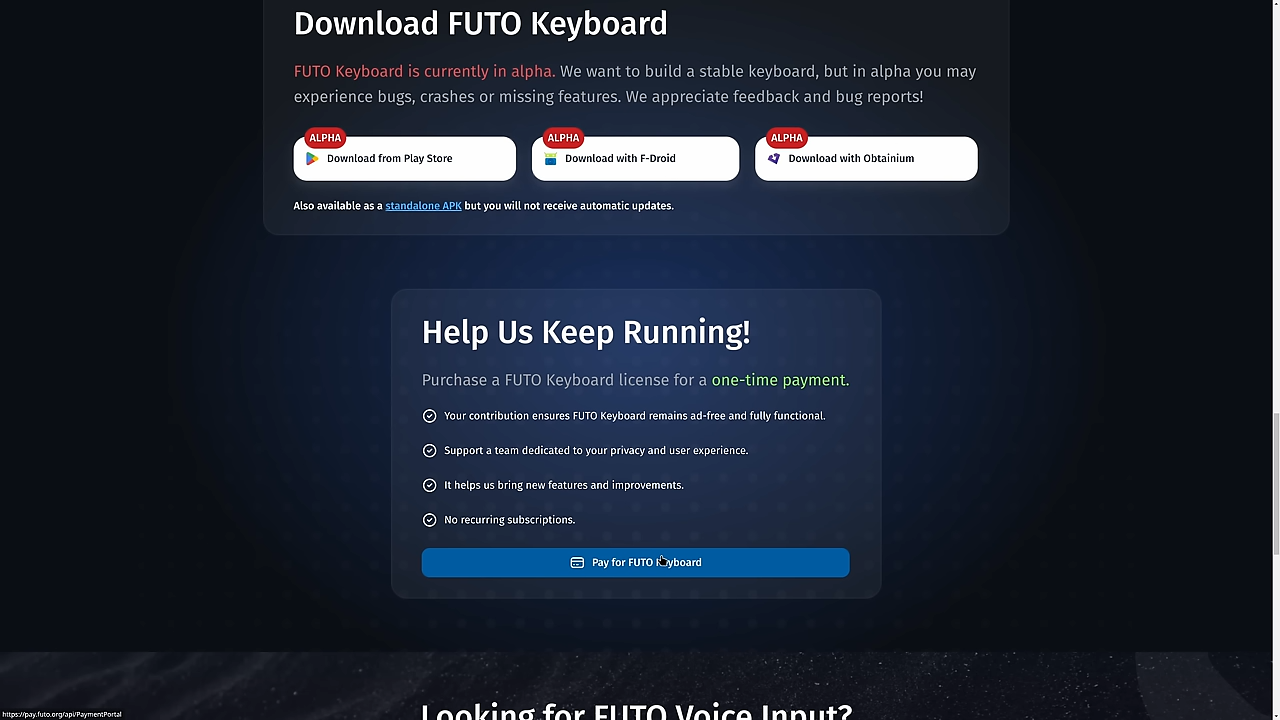 Download FUTO Keyboard
FUTO Keyboard is currently in alpha. We want to build a stable keyboard, but in alpha you may
experience bugs, crashes or missing features. We appreciate feedback and bug reports!
ALPHA
Download from Play Store
ALPHA
Download with F-Droid
ALPHA
Download with Obtainium
Also available as a standalone APK but you will not receive automatic updates.
Help Us Keep Running!
Purchase a FUTO Keyboard license for a one-time payment.
Your contribution ensures FUTO Keyboard remains ad-free and fully functional.
Support a team dedicated to your privacy and user experience.
It helps us bring new features and improvements.
No recurring subscriptions.
Pay for FUTO Keyboard
Looking for FUTO Voice Input?
https://pay.futo.org/api/PaymentPortal